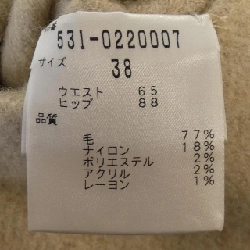 531-0220007
サイズ
38
ウエスト 65
ヒップ 88
品質
毛 77%
ナイロン 18%
ポリエステル 2%
アクリル 2%
レーヨン 1%